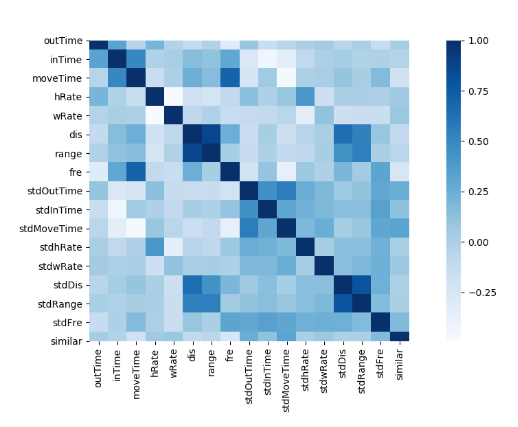 outTime
inTime
moveTime
hRate
wRate
dis
range
fre
stdOutTime
stdInTime
stdMoveTime
stdhRate
stdwRate
stdDis
stdRange
stdFre
similar
outTime
inTime
moveTime
hRate
wRate
dis
range
fre
stdOutTime
stdInTime
stdMoveTime
stdhRate
stdwRate
stdDis
stdRange
stdFre
similar
1.00
0.75
0.50
0.25
0.00
−0.25